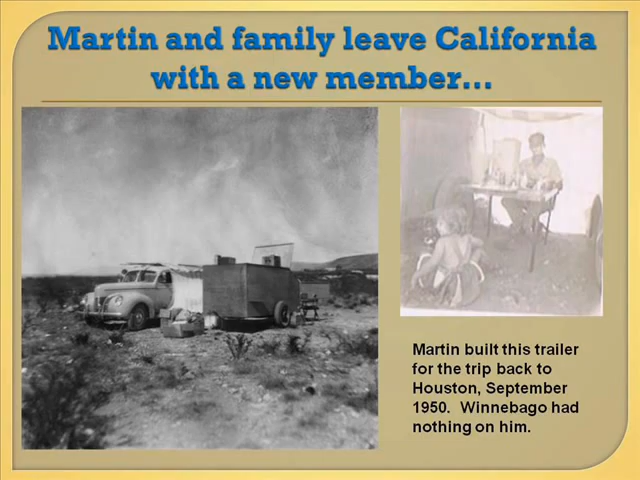 Martin and family leave California
with a new member...
Martin built this trailer
for the trip back to
Houston, September
1950.  Winnebago had
nothing on him.